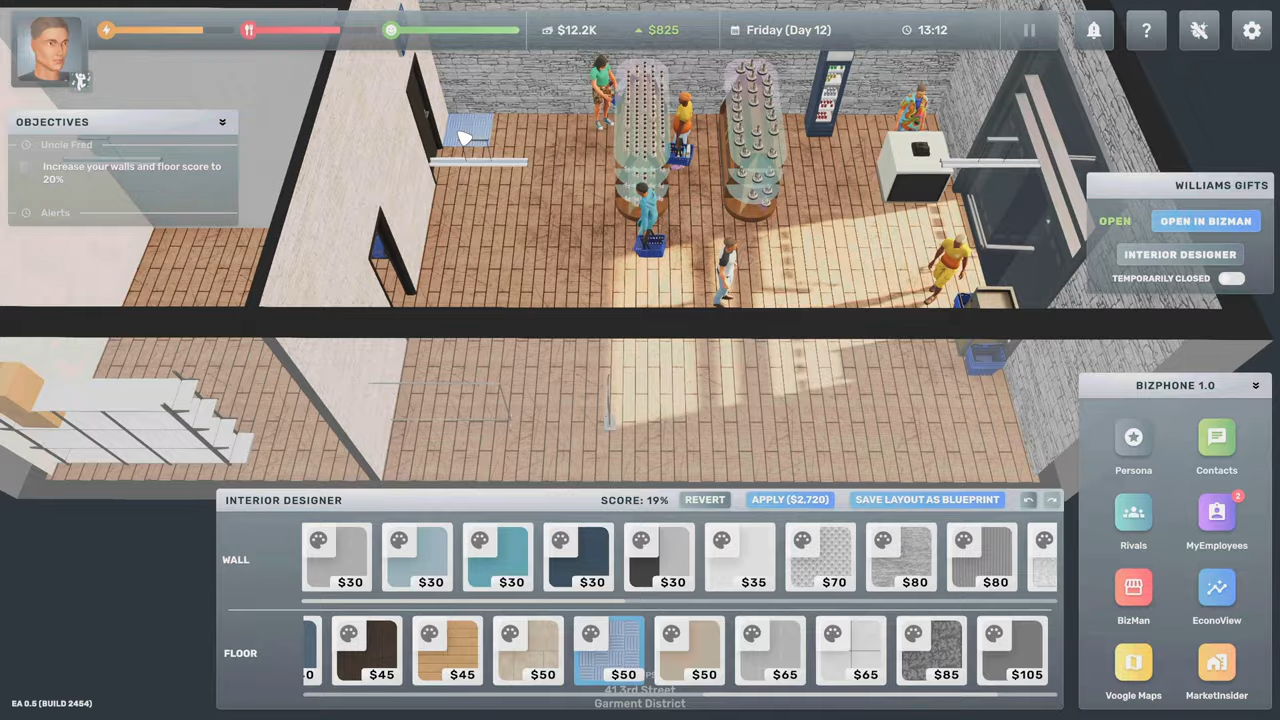 $12.2K
$825
Friday (Day 12)
13:12
?
OBJECTIVES
Uncle Fred
Increase your walls and floor score to
20%
Alerts
WILLIAMS GIFTS
OPEN
OPEN IN BIZMAN
INTERIOR DESIGNER
TEMPORARILY CLOSED
BIZPHONE 1.0
Persona
Contacts
2
Rivals
MyEmployees
BizMan
EconoView
Voogle Maps
MarketInsider
INTERIOR DESIGNER
SCORE: 19%
REVERT
APPLY ($2,720)
SAVE LAYOUT AS BLUEPRINT
WALL
$30
$30
$30
$30
$30
$35
$70
$80
$80
FLOOR
$45
$45
$50
$50
$50
$65
$65
$85
$105
41 3rd Street
Garment District
EA 0.5 (BUILD 2454)